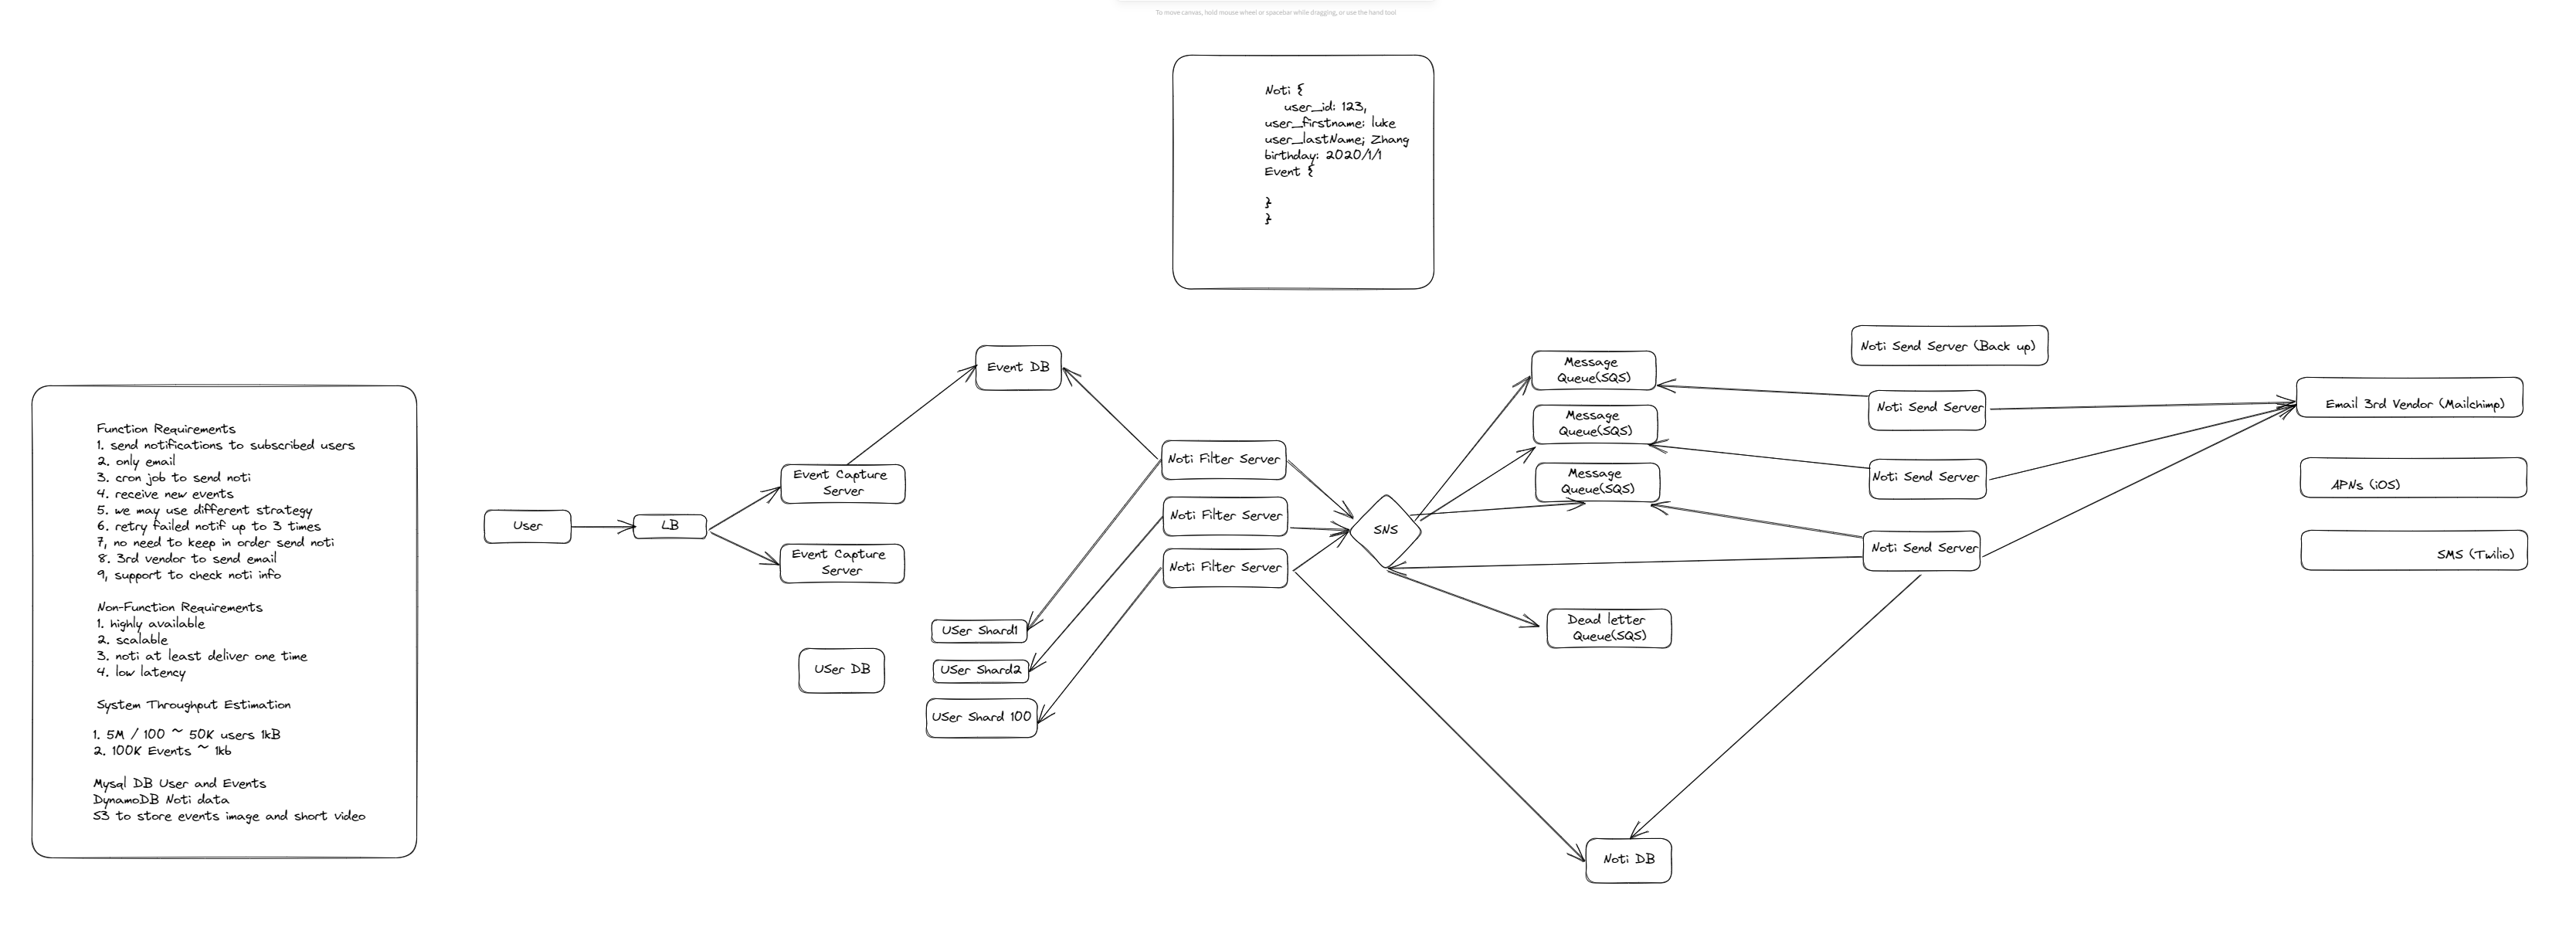 To move canvas, hold mouse wheel or spacebar while dragging, or use the hand tool
Noti {
user_id: 123,
user_firstname: luke
user_lastName; Zhang
birthday: 2020/1/1
Event {
}
}
Function Requirements
1. send notifications to subscribed users
2. only email
3. cron job to send noti
4. receive new events
5. we may use different strategy
6. retry failed notif up to 3 times
7, no need to keep in order send noti
8. 3rd vendor to send email
9, support to check noti info
Non-Function Requirements
1. highly available
2. scalable
3. noti at least deliver one time
4. low latency
System Throughput Estimation
1. 5M / 100 ~ 50K users 1kB
2. 100K Events ~ 1kb
Mysql DB User and Events
DynamoDB Noti data
S3 to store events image and short video
User
LB
Event Capture
Server
Event Capture
Server
Event DB
USer DB
USer Shard1
USer Shard2
USer Shard 100
Noti Filter Server
Noti Filter Server
Noti Filter Server
SNS
Message
Queue(SQS)
Message
Queue(SQS)
Message
Queue(SQS)
Dead letter
Queue(SQS)
Noti DB
Noti Send Server (Back up)
Noti Send Server
Noti Send Server
Noti Send Server
Email 3rd Vendor (Mailchimp)
APNs (iOS)
SMS (Twilio)